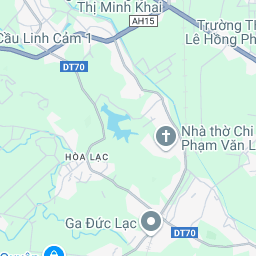 Thị Minh Khai
AH15
Trường Th
Lê Hồng Ph
Cầu Linh Cảm 1
DT70
Nhà thờ Chi
Phạm Văn L
HÒA LẠC
Ga Đức Lạc
DT70
Quyên